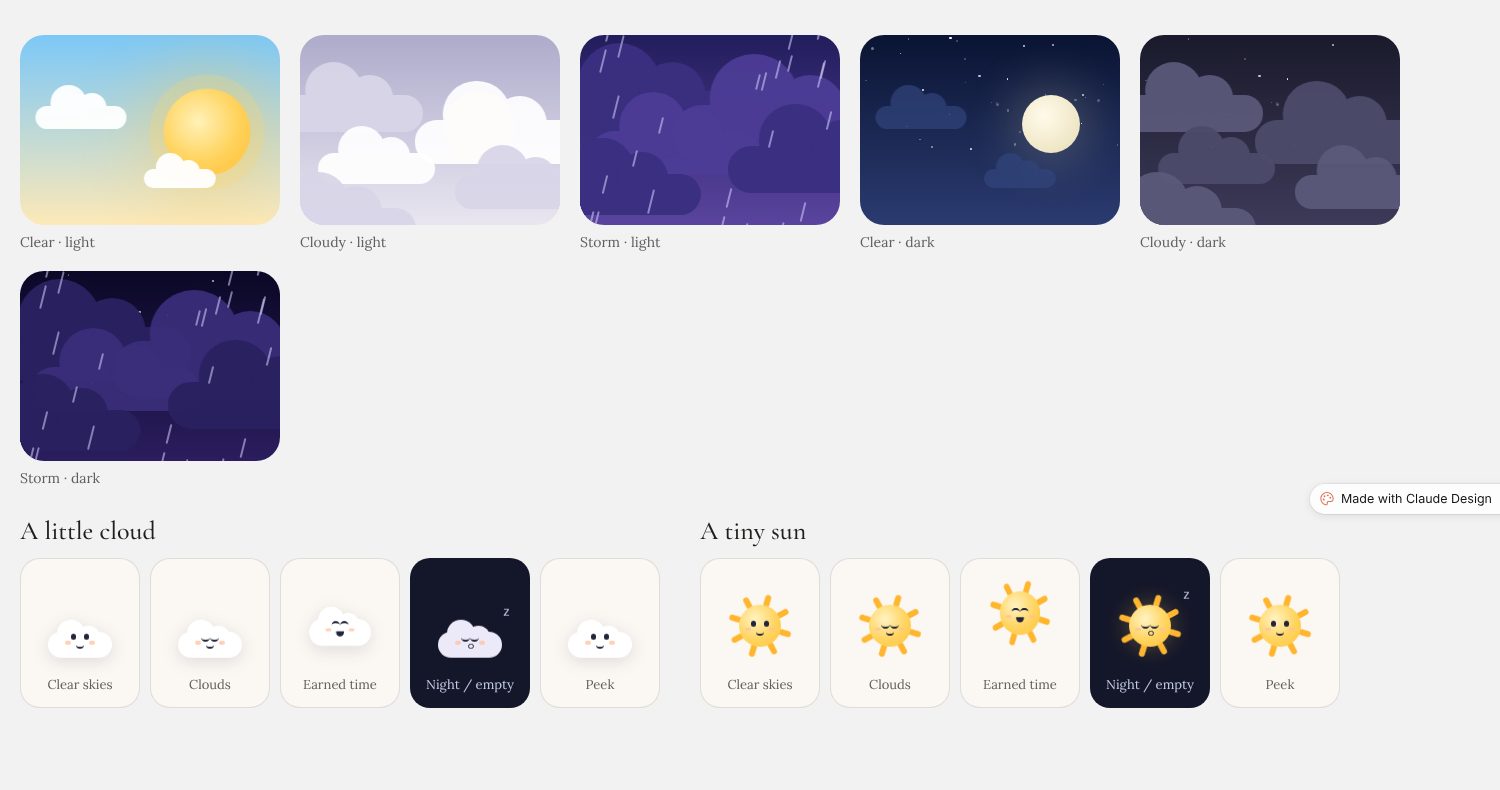 Clear · light
Cloudy · light
Storm · light
Clear · dark
Cloudy · dark
Storm · dark
Made with Claude Design
A little cloud
A tiny sun
z
z
Clear skies
Clouds
Earned time
Night / empty
Peek
Clear skies
Clouds
Earned time
Night / empty
Peek